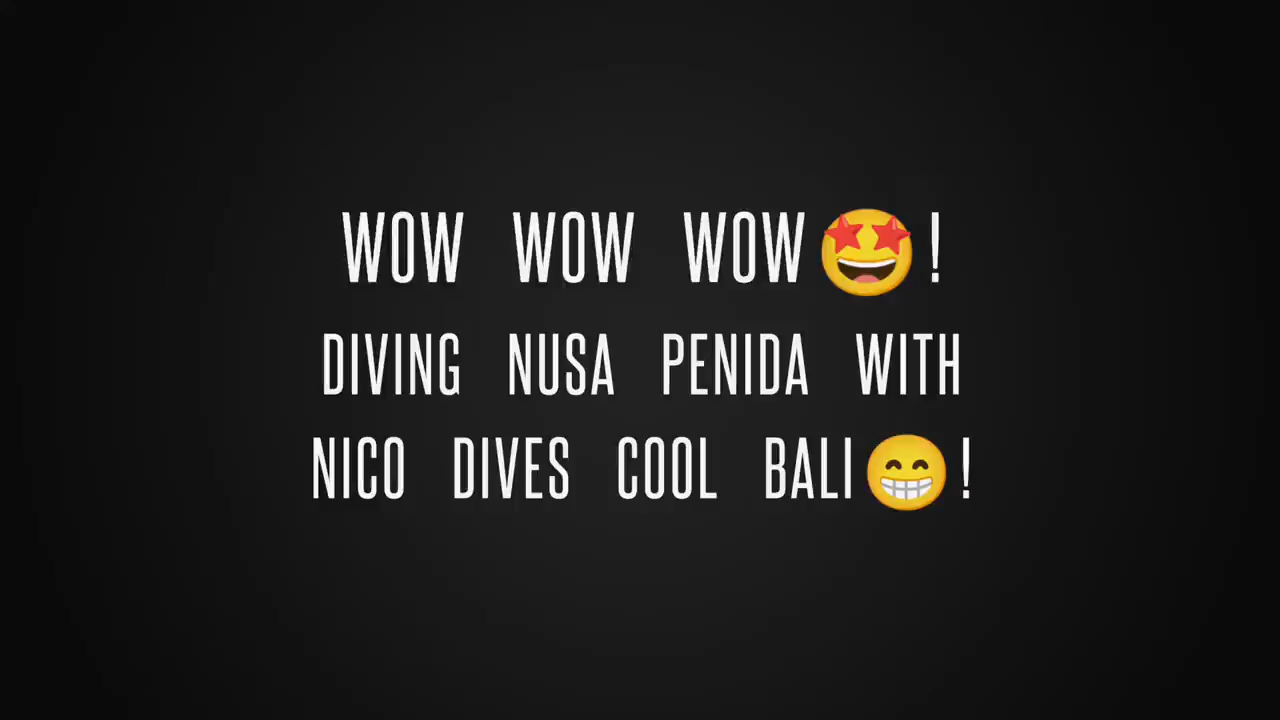 WOW WOW WOW🤩!
DIVING NUSA PENIDA WITH
NICO DIVES COOL BALI😁!